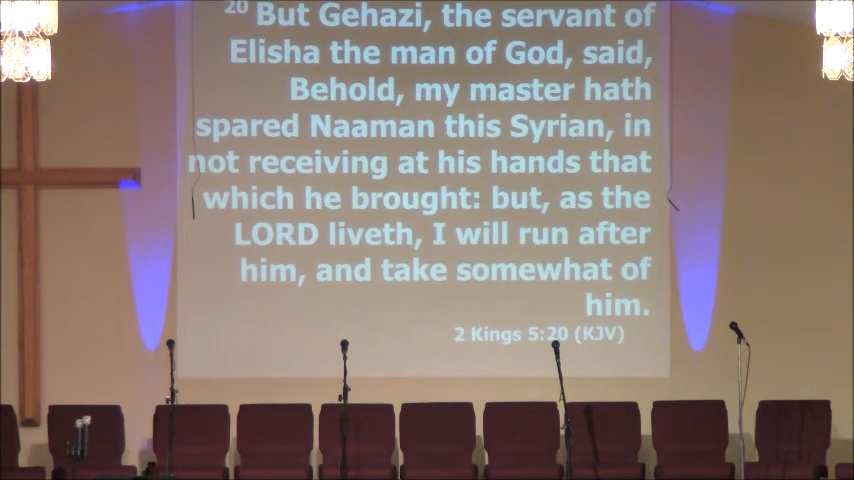 20 But Gehazi, the servant of
Elisha the man of God, said,
Behold, my master hath
spared Naaman this Syrian, in
not receiving at his hands that
which he brought: but, as the
LORD liveth, I will run after
him, and take somewhat of
him.
2 Kings 5:20 (KJV)